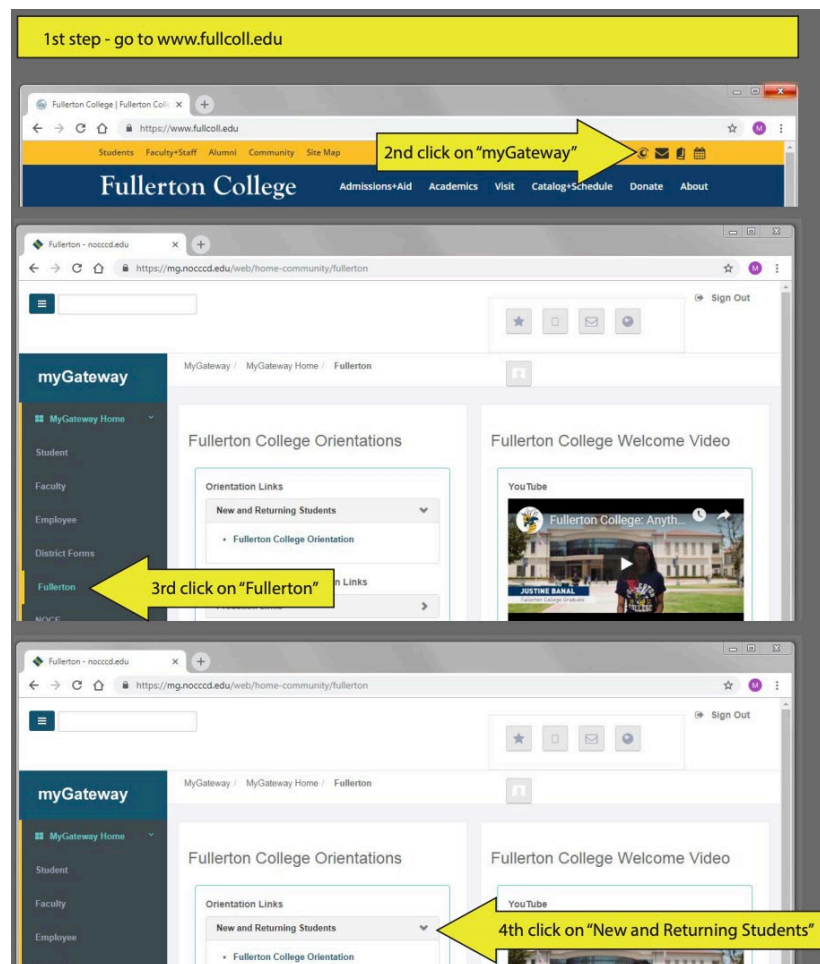 1st step - go to www.fullcoll.edu
Fullerton College | Fullerton Coll
https://www.fullcoll.edu
Students Faculty+Staff Alumni Community Site Map
2nd click on "myGateway"
Fullerton College
Admissions+Aid Academics Visit Catalog+Schedule Donate About
Fullerton - nocccd.edu
https://mg.nocccd.edu/web/home-community/fullerton
Sign Out
myGateway
MyGateway / MyGateway Home / Fullerton
MyGateway Home
Student
Faculty
Employee
District Forms
Fullerton
NOCE
Fullerton College Orientations
Orientation Links
New and Returning Students
• Fullerton College Orientation
3rd click on "Fullerton"
n Links
Fullerton College Welcome Video
YouTube
Fullerton College: Anyth...
JUSTINE BANAL
Fullerton College Graduate
Fullerton - nocccd.edu
https://mg.nocccd.edu/web/home-community/fullerton
Sign Out
myGateway
MyGateway / MyGateway Home / Fullerton
MyGateway Home
Student
Faculty
Employee
Fullerton College Orientations
Orientation Links
New and Returning Students
• Fullerton College Orientation
Fullerton College Welcome Video
YouTube
4th click on "New and Returning Students"